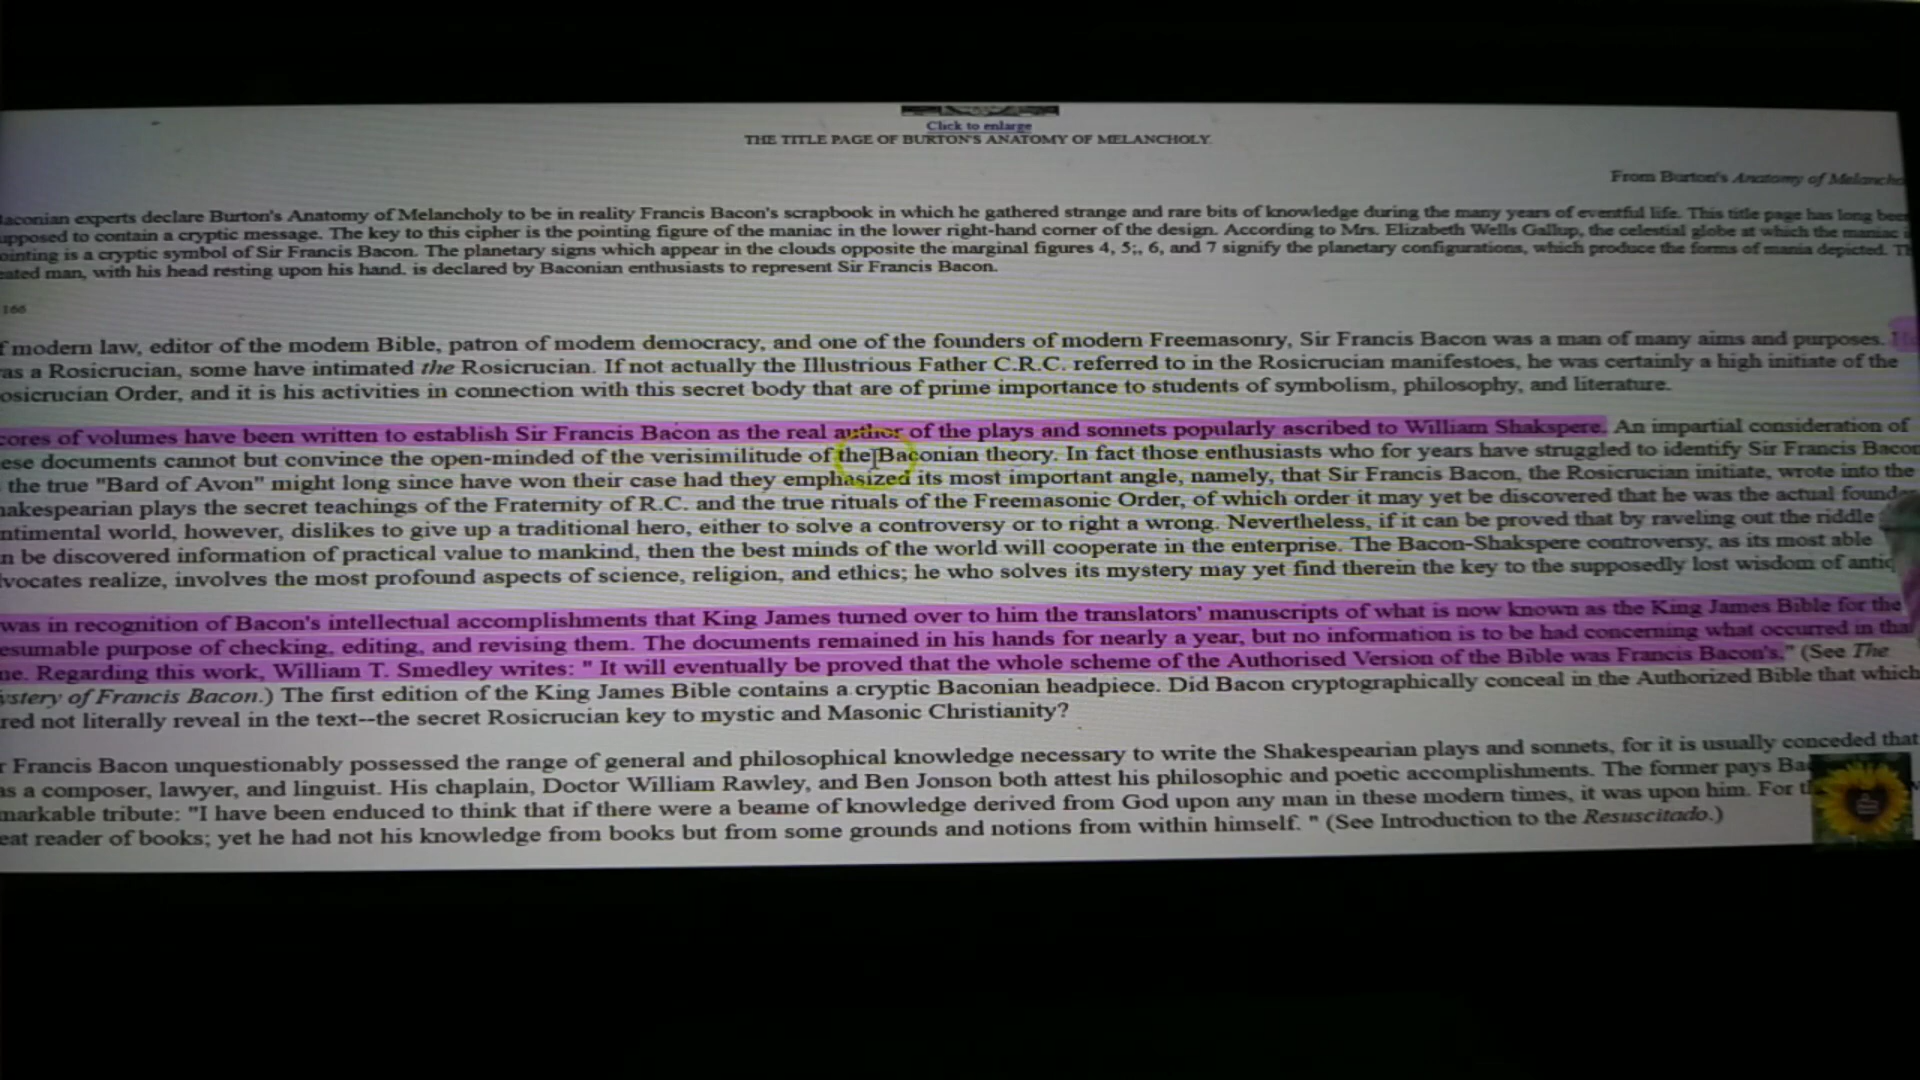 Click to enlarge
THE TITLE PAGE OF BURTON'S ANATOMY OF MELANCHOLY.
From Burton's Anatomy of Melancho
aconian experts declare Burton's Anatomy of Melancholy to be in reality Francis Bacon's scrapbook in which he gathered strange and rare bits of knowledge during the many years of eventful life. This title page has long bee
upposed to contain a cryptic message. The key to this cipher is the pointing figure of the maniac in the lower right-hand corner of the design. According to Mrs. Elizabeth Wells Gallup, the celestial globe at which the maniac
ointing is a cryptic symbol of Sir Francis Bacon. The planetary signs which appear in the clouds opposite the marginal figures 4, 5;, 6, and 7 signify the planetary configurations, which produce the forms of mania depicted. Th
eated man, with his head resting upon his hand. is declared by Baconian enthusiasts to represent Sir Francis Bacon.
166
f modern law, editor of the modem Bible, patron of modem democracy, and one of the founders of modern Freemasonry, Sir Francis Bacon was a man of many aims and purposes.
as a Rosicrucian, some have intimated the Rosicrucian. If not actually the Illustrious Father C.R.C. referred to in the Rosicrucian manifestoes, he was certainly a high initiate of the
osicrucian Order, and it is his activities in connection with this secret body that are of prime importance to students of symbolism, philosophy, and literature.
cores of volumes have been written to establish Sir Francis Bacon as the real author of the plays and sonnets popularly ascribed to William Shakspere. An impartial consideration of
ese documents cannot but convince the open-minded of the verisimilitude of the Baconian theory. In fact those enthusiasts who for years have struggled to identify Sir Francis Bacon
the true "Bard of Avon" might long since have won their case had they emphasized its most important angle, namely, that Sir Francis Bacon, the Rosicrucian initiate, wrote into the
hakespearian plays the secret teachings of the Fraternity of R.C. and the true rituals of the Freemasonic Order, of which order it may yet be discovered that he was the actual founde
ntimental world, however, dislikes to give up a traditional hero, either to solve a controversy or to right a wrong. Nevertheless, if it can be proved that by raveling out the riddle
n be discovered information of practical value to mankind, then the best minds of the world will cooperate in the enterprise. The Bacon-Shakspere controversy, as its most able
vocates realize, involves the most profound aspects of science, religion, and ethics; he who solves its mystery may yet find therein the key to the supposedly lost wisdom of antiq
was in recognition of Bacon's intellectual accomplishments that King James turned over to him the translators' manuscripts of what is now known as the King James Bible for the
esumable purpose of checking, editing, and revising them. The documents remained in his hands for nearly a year, but no information is to be had concerning what occurred in tha
ne. Regarding this work, William T. Smedley writes: " It will eventually be proved that the whole scheme of the Authorised Version of the Bible was Francis Bacon's." (See The
ystery of Francis Bacon.) The first edition of the King James Bible contains a cryptic Baconian headpiece. Did Bacon cryptographically conceal in the Authorized Bible that which
red not literally reveal in the text--the secret Rosicrucian key to mystic and Masonic Christianity?
r Francis Bacon unquestionably possessed the range of general and philosophical knowledge necessary to write the Shakespearian plays and sonnets, for it is usually conceded that
as a composer, lawyer, and linguist. His chaplain, Doctor William Rawley, and Ben Jonson both attest his philosophic and poetic accomplishments. The former pays Ba
markable tribute: "I have been enduced to think that if there were a beame of knowledge derived from God upon any man in these modern times, it was upon him. For th
eat reader of books; yet he had not his knowledge from books but from some grounds and notions from within himself. " (See Introduction to the Resuscitado.)